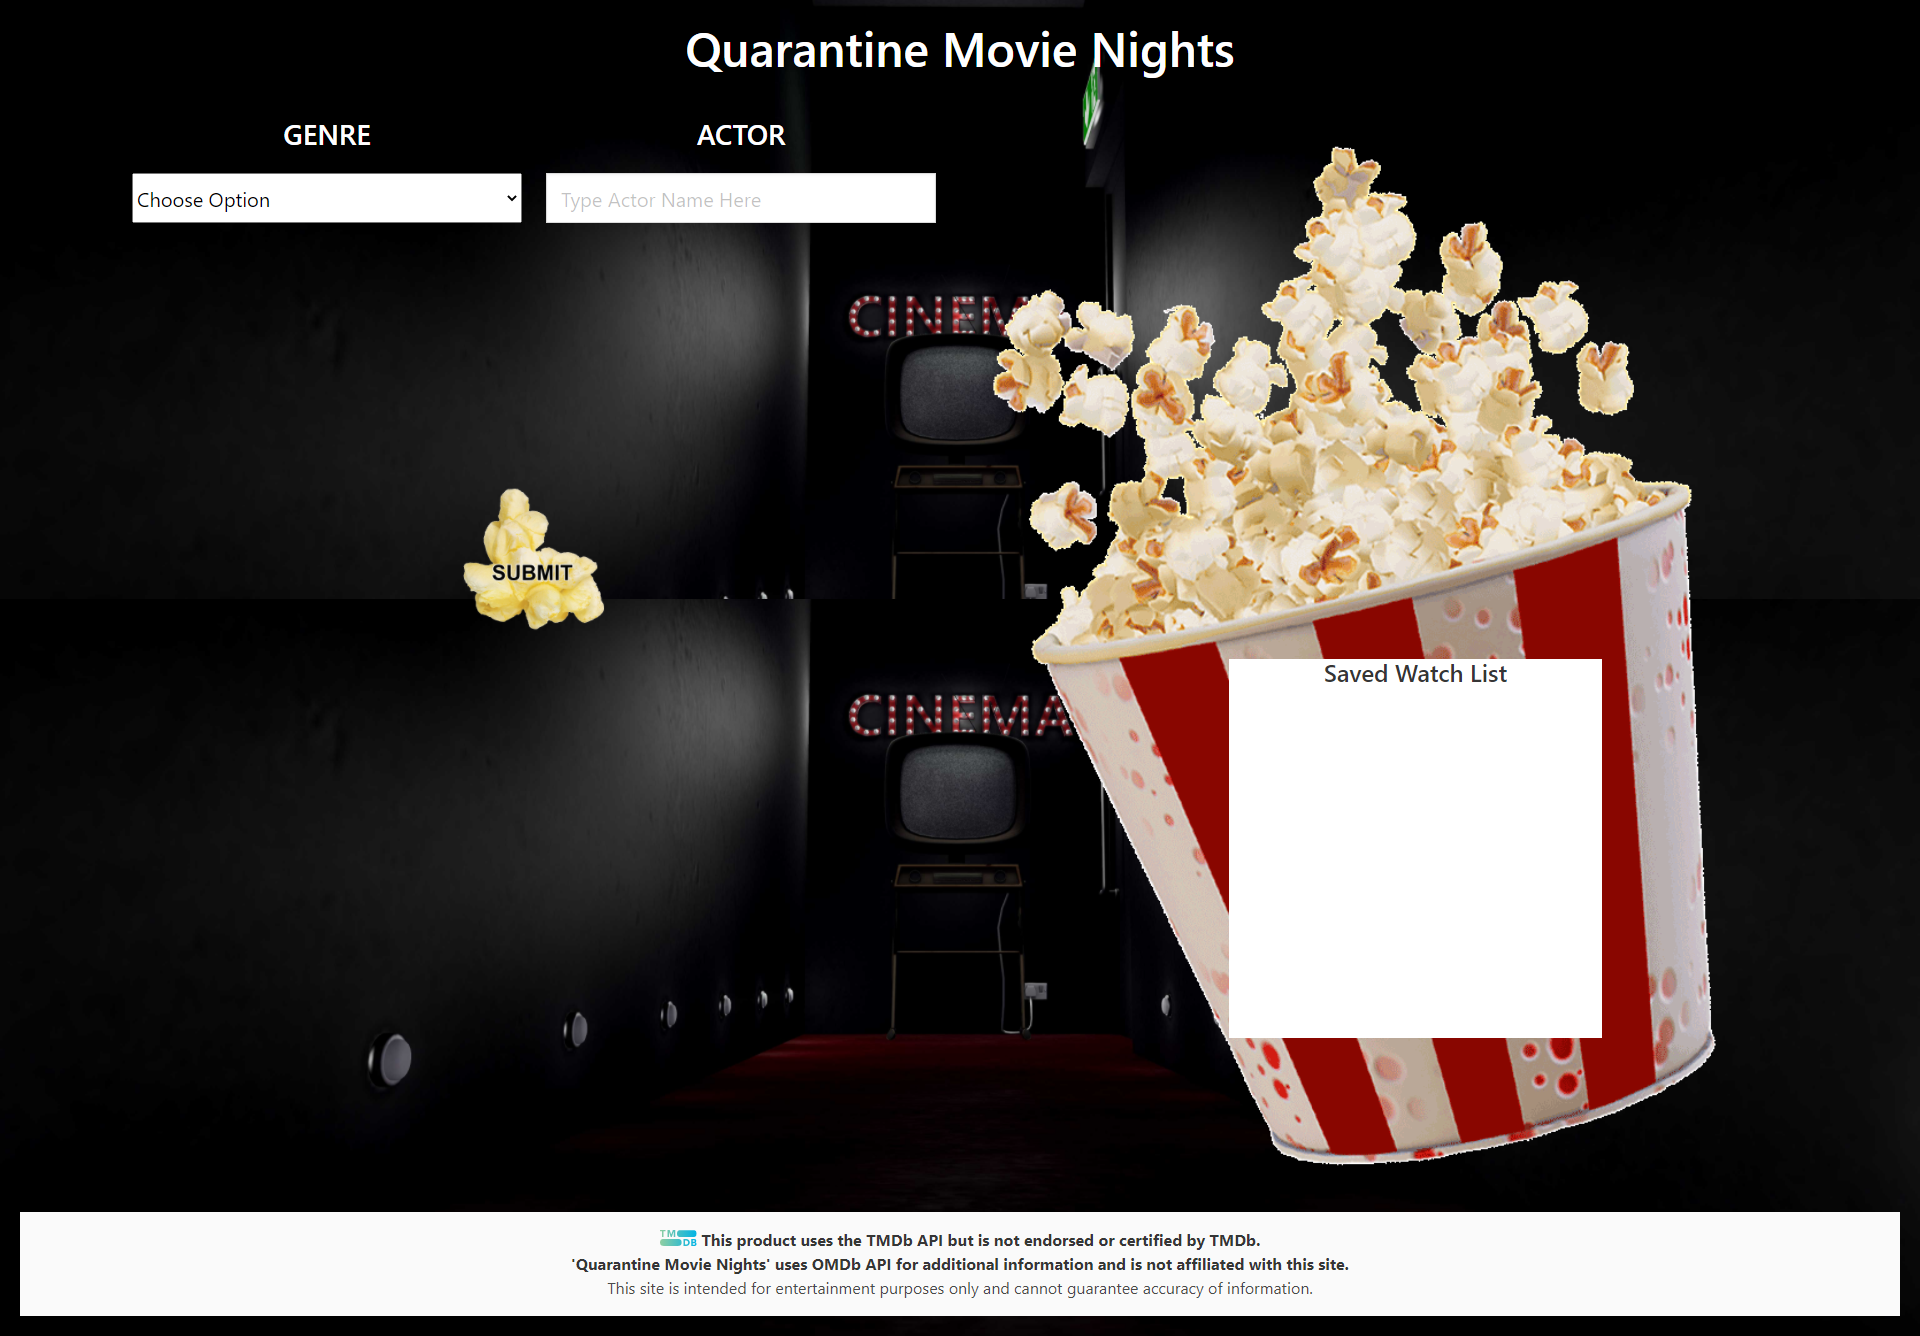 Quarantine Movie Nights
GENRE
ACTOR
Choose Option
Type Actor Name Here
CINEM
SUBMIT
Saved Watch List
CINEMA
TM
DB
This product uses the TMDb API but is not endorsed or certified by TMDb.
'Quarantine Movie Nights' uses OMDb API for additional information and is not affiliated with this site.
This site is intended for entertainment purposes only and cannot guarantee accuracy of information.